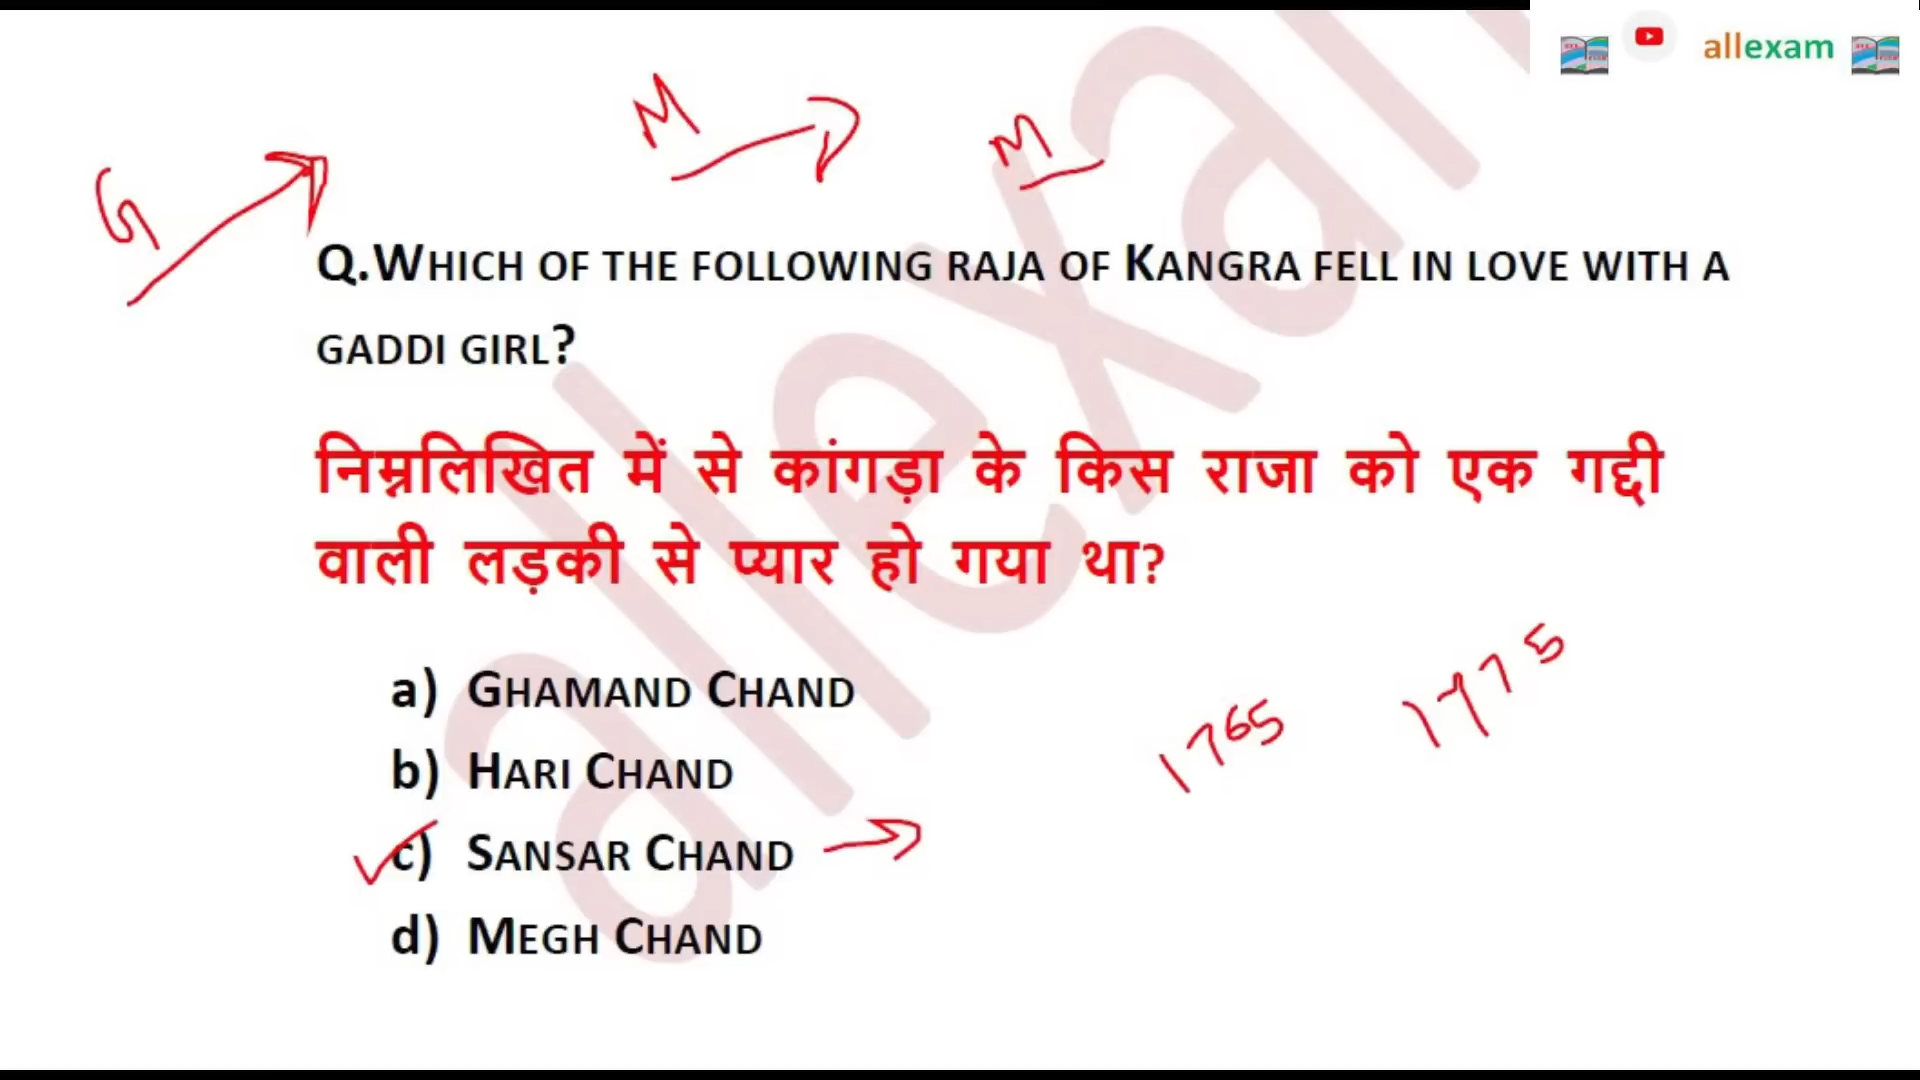 allexam
G
M
M
Q.WHICH OF THE FOLLOWING RAJA OF KANGRA FELL IN LOVE WITH A
GADDI GIRL?
निम्नलिखित में से कांगड़ा के किस राजा को एक गद्दी
वाली लड़की से प्यार हो गया था?
a) GHAMAND CHAND
b) HARI CHAND
c) SANSAR CHAND
d) MEGH CHAND
1765
1775
allexam